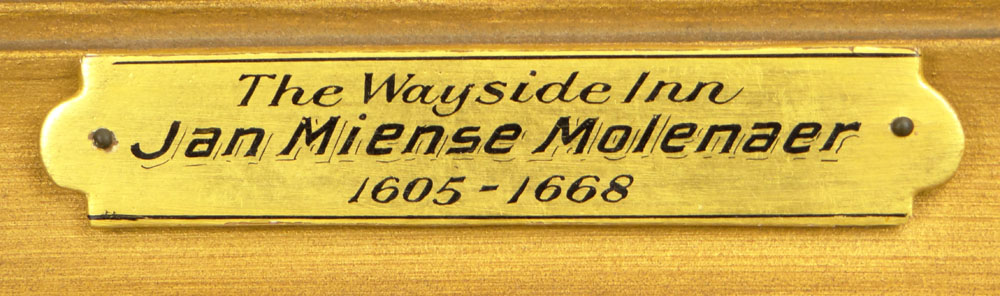 The Wayside Inn
Jan Miense Molenaer
1605 - 1668